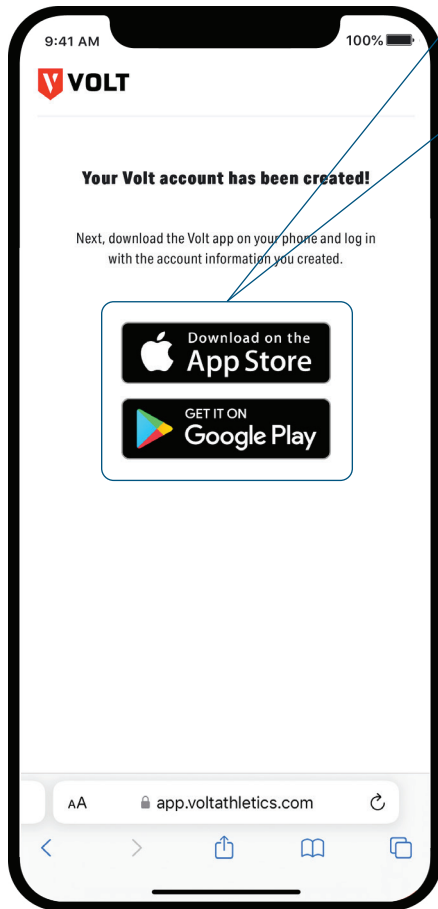 9:41 AM 100%
VOLT
Your Volt account has been created!
Next, download the Volt app on your phone and log in
with the account information you created.
Download on the
App Store
GET IT ON
Google Play
AA app.voltathletics.com